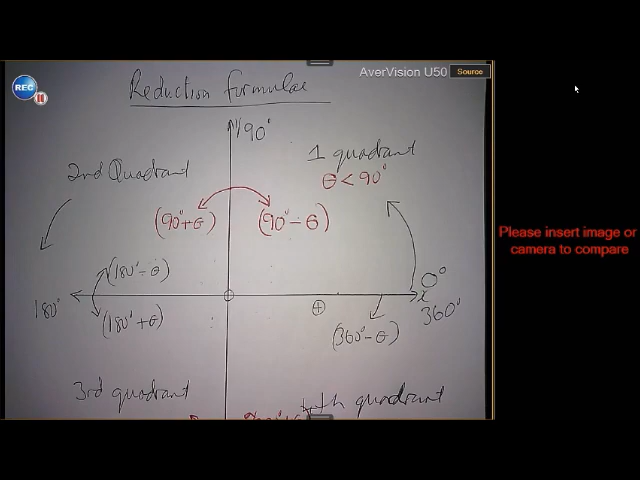 REC
AverVision U50
Source
Reduction formulae
90°
1 quadrant
θ < 90°
2nd Quadrant
(90°+θ)
(90°-θ)
(180°-θ)
0°
180°
360°
(180°+θ)
(360°-θ)
Please insert image or
camera to compare
3rd quadrant
4th quadrant